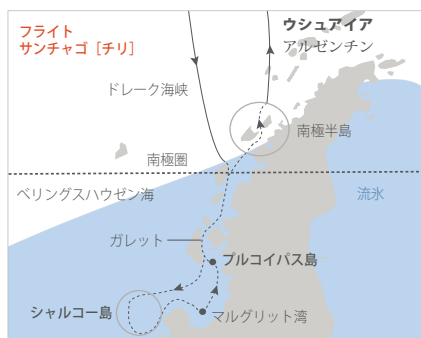 フライト
サンチャゴ［チリ］
ウシュアイア
アルゼンチン
ドレーク海峡
南極半島
南極圏
ベリングスハウゼン海
流氷
ガレット
プルコイパス島
シャルコー島
マルグリット湾